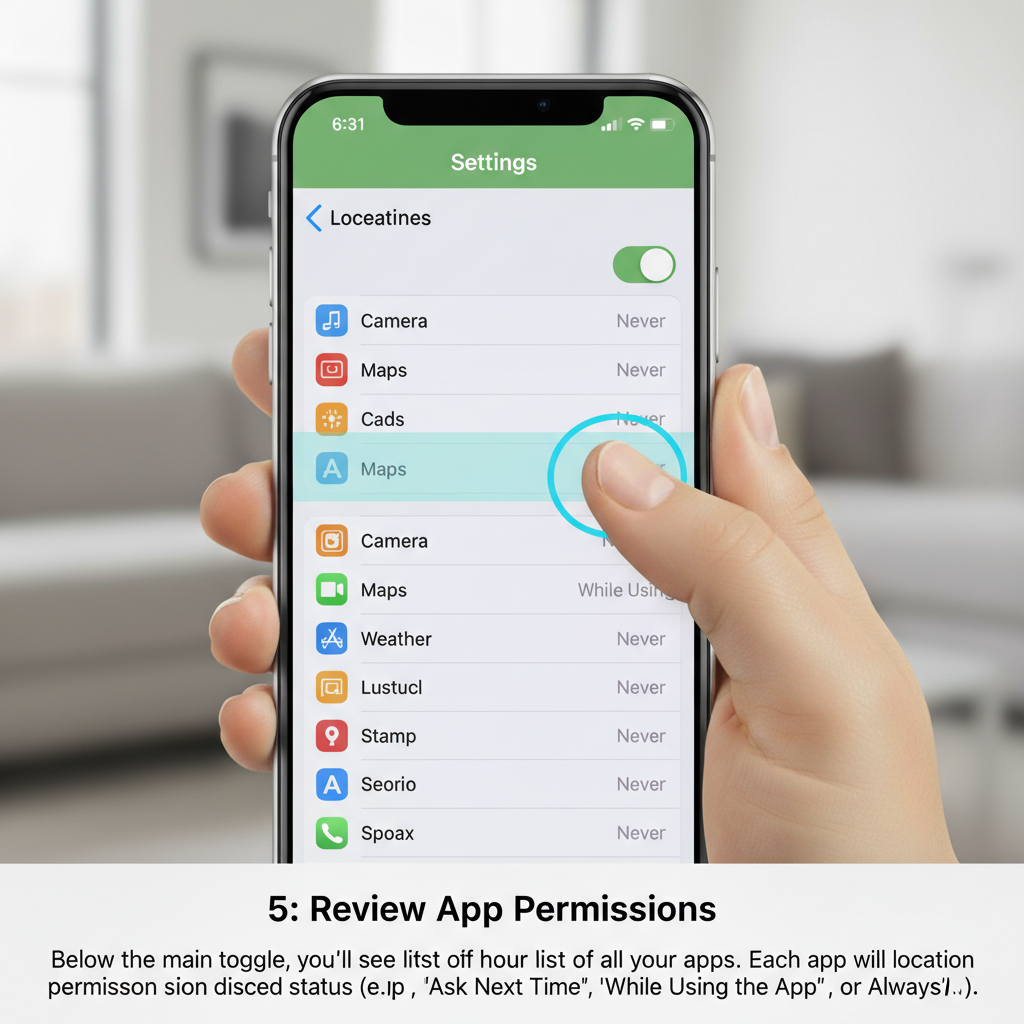 6:31
Settings
Loceatines
Camera Never
Maps Never
Cads Never
Maps
Camera
Maps While Using
Weather Never
Lustucl Never
Stamp Never
Seorio Never
Spoax Never
5: Review App Permissions
Below the main toggle, you'll see litst off hour list of all your apps. Each app will location
permisson sion disced status (e.ıp , 'Ask Next Time", 'While Using the App", or Always'/..).